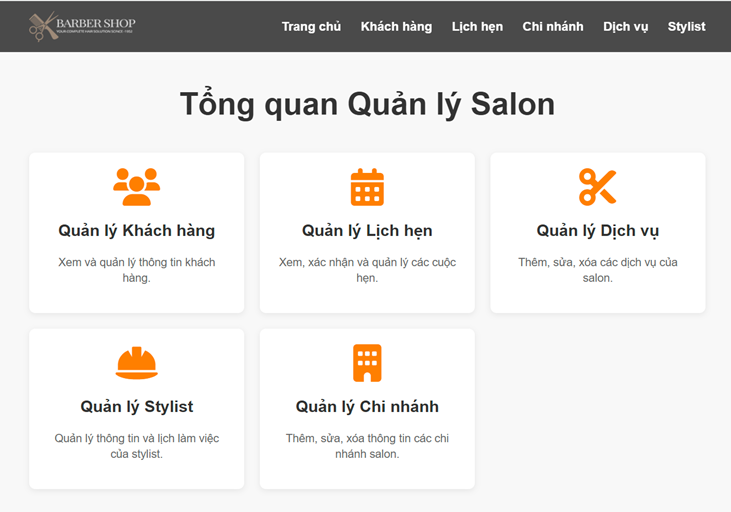 BARBER SHOP
YOUR COMPLETE HAIR SOLUTION SCINCE -1992
Trang chủ Khách hàng Lịch hẹn Chi nhánh Dịch vụ Stylist
Tổng quan Quản lý Salon
Quản lý Khách hàng
Xem và quản lý thông tin khách
hàng.
Quản lý Lịch hẹn
Xem, xác nhận và quản lý các cuộc
hẹn.
Quản lý Dịch vụ
Thêm, sửa, xóa các dịch vụ của
salon.
Quản lý Stylist
Quản lý thông tin và lịch làm việc
của stylist.
Quản lý Chi nhánh
Thêm, sửa, xóa thông tin các chi
nhánh salon.